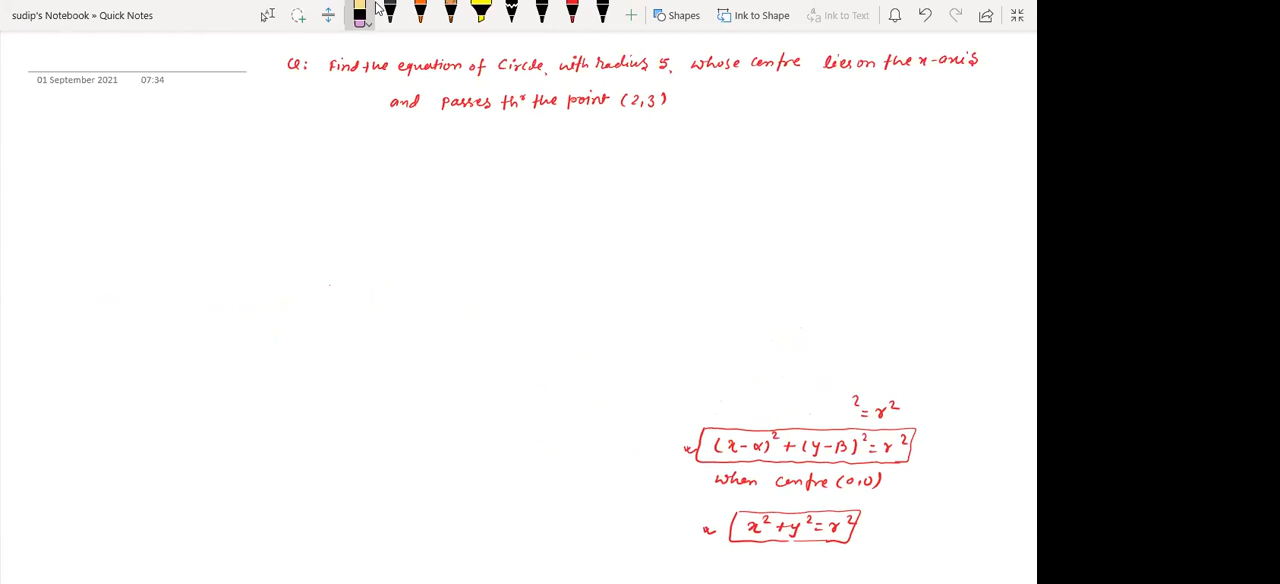 sudip's Notebook » Quick Notes
Shapes
Ink to Shape
Ink to Text
01 September 2021 07:34
Q: Find the equation of Circle, with radius 5, whose centre lies on the x-axis
and passes thr the point (2,3)
² = r²
(x-α)² + (y-β)² = r²
when centre (0,0)
x² + y² = r²